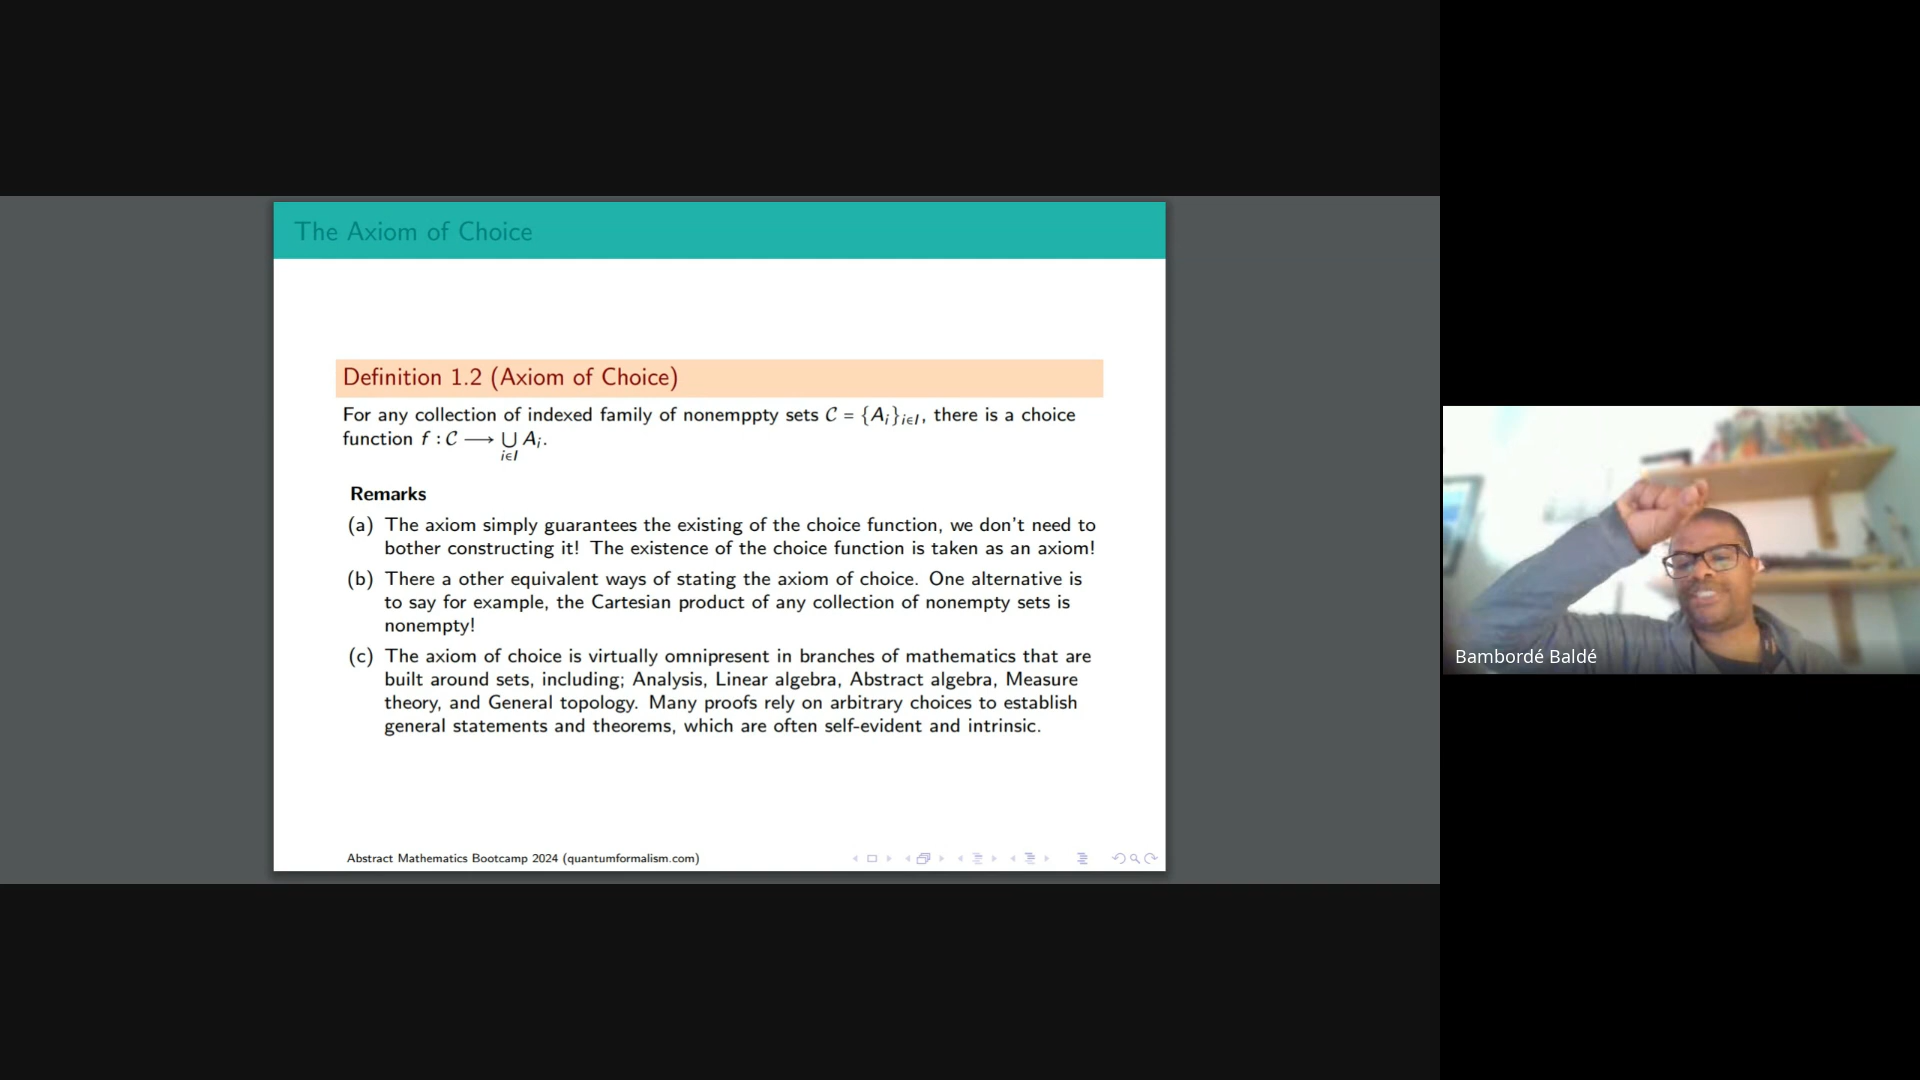 The Axiom of Choice
Definition 1.2 (Axiom of Choice)
For any collection of indexed family of nonemppty sets 𝒞 = {Aᵢ}ᵢ∈I, there is a choice
function f : 𝒞 ⟶ ⋃ Aᵢ.
i∈I
Remarks
(a) The axiom simply guarantees the existing of the choice function, we don't need to
bother constructing it! The existence of the choice function is taken as an axiom!
(b) There a other equivalent ways of stating the axiom of choice. One alternative is
to say for example, the Cartesian product of any collection of nonempty sets is
nonempty!
(c) The axiom of choice is virtually omnipresent in branches of mathematics that are
built around sets, including; Analysis, Linear algebra, Abstract algebra, Measure
theory, and General topology. Many proofs rely on arbitrary choices to establish
general statements and theorems, which are often self-evident and intrinsic.
Abstract Mathematics Bootcamp 2024 (quantumformalism.com)
Bambordé Baldé